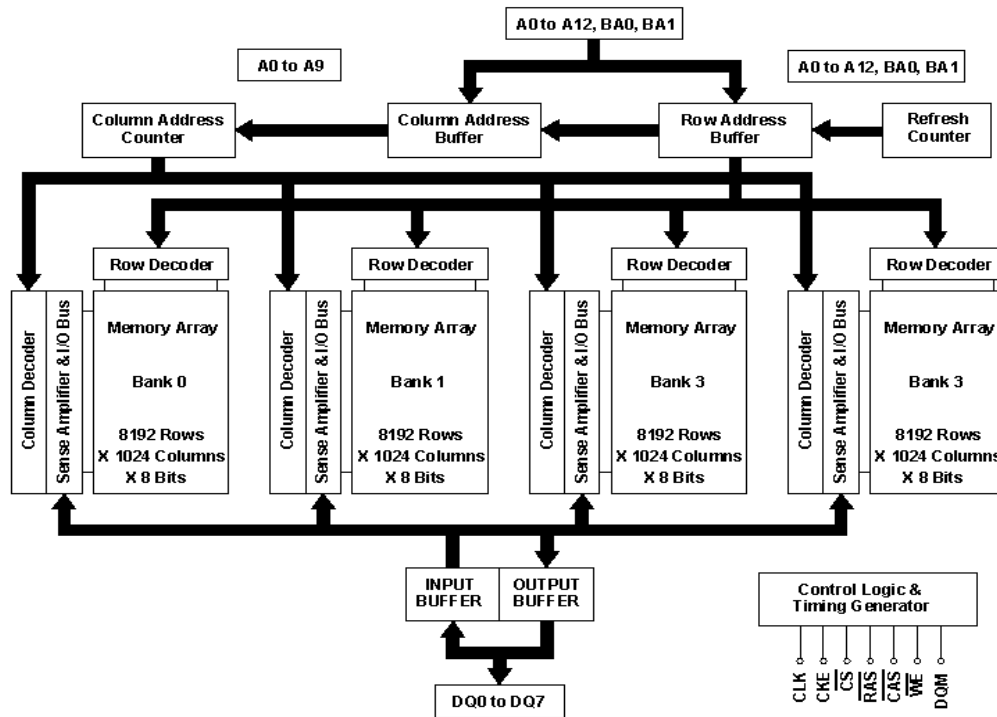 A0 to A12, BA0, BA1
A0 to A9
A0 to A12, BA0, BA1
Column Address
Counter
Column Address
Buffer
Row Address
Buffer
Refresh
Counter
Row Decoder
Row Decoder
Row Decoder
Row Decoder
Column Decoder
Sense Amplifier & I/O Bus
Memory Array
Bank 0
8192 Rows
X 1024 Columns
X 8 Bits
Column Decoder
Sense Amplifier & I/O Bus
Memory Array
Bank 1
8192 Rows
X 1024 Columns
X 8 Bits
Column Decoder
Sense Amplifier & I/O Bus
Memory Array
Bank 3
8192 Rows
X 1024 Columns
X 8 Bits
Column Decoder
Sense Amplifier & I/O Bus
Memory Array
Bank 3
8192 Rows
X 1024 Columns
X 8 Bits
INPUT
BUFFER
OUTPUT
BUFFER
DQ0 to DQ7
Control Logic &
Timing Generator
CLK
CKE
CS
RAS
CAS
WE
DQM